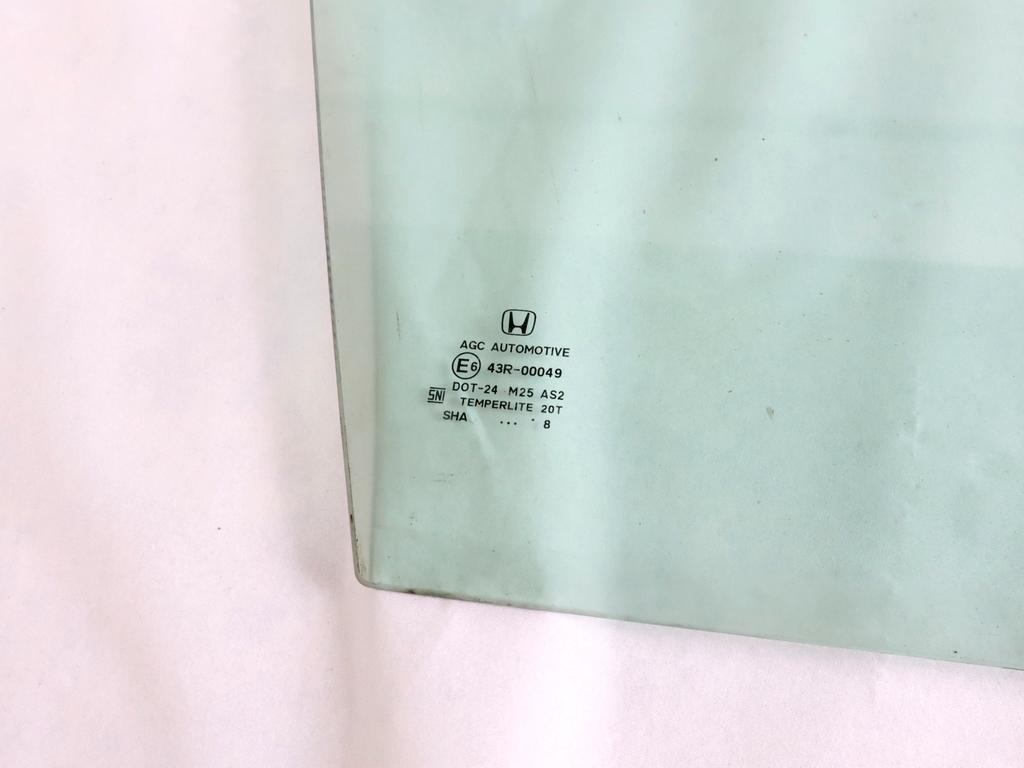 AGC AUTOMOTIVE
E6 43R-00049
DOT-24 M25 AS2
SNI TEMPERLITE 20T
SHA ... ˙ 8